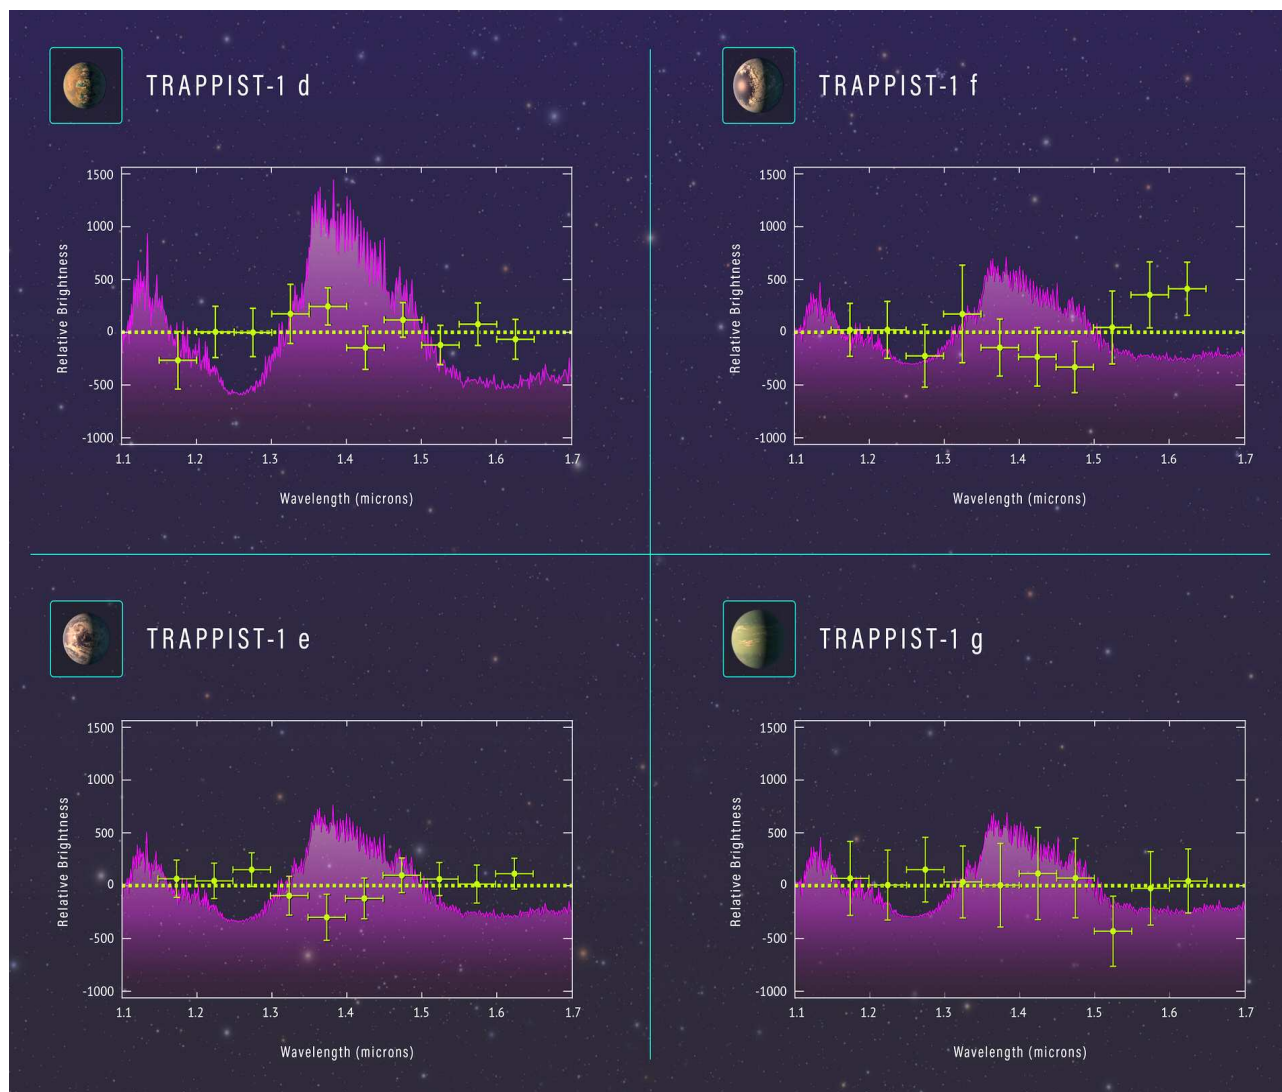 TRAPPIST-1 d
1500
1000
500
0
-500
-1000
Relative Brightness
1.1 1.2 1.3 1.4 1.5 1.6 1.7
Wavelength (microns)
TRAPPIST-1 f
1500
1000
500
0
-500
-1000
Relative Brightness
1.1 1.2 1.3 1.4 1.5 1.6 1.7
Wavelength (microns)
TRAPPIST-1 e
1500
1000
500
0
-500
-1000
Relative Brightness
1.1 1.2 1.3 1.4 1.5 1.6 1.7
Wavelength (microns)
TRAPPIST-1 g
1500
1000
500
0
-500
-1000
Relative Brightness
1.1 1.2 1.3 1.4 1.5 1.6 1.7
Wavelength (microns)